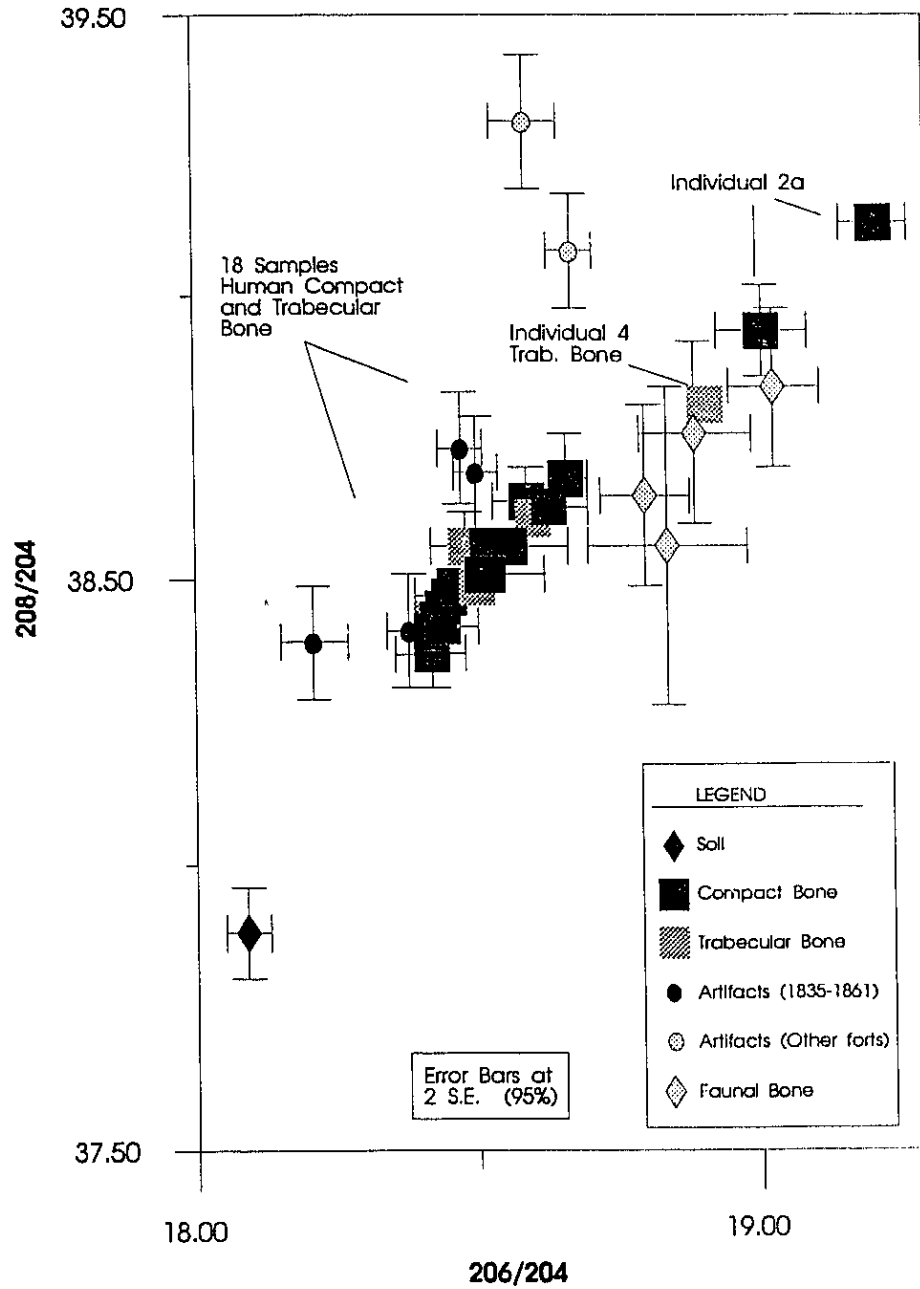 39.50
Individual 2a
18 Samples
Human Compact
and Trabecular
Bone
Individual 4
Trab. Bone
208/204
38.50
LEGEND
Soil
Compact Bone
Trabecular Bone
Artifacts (1835-1861)
Artifacts (Other forts)
Faunal Bone
Error Bars at
2 S.E. (95%)
37.50
18.00
19.00
206/204